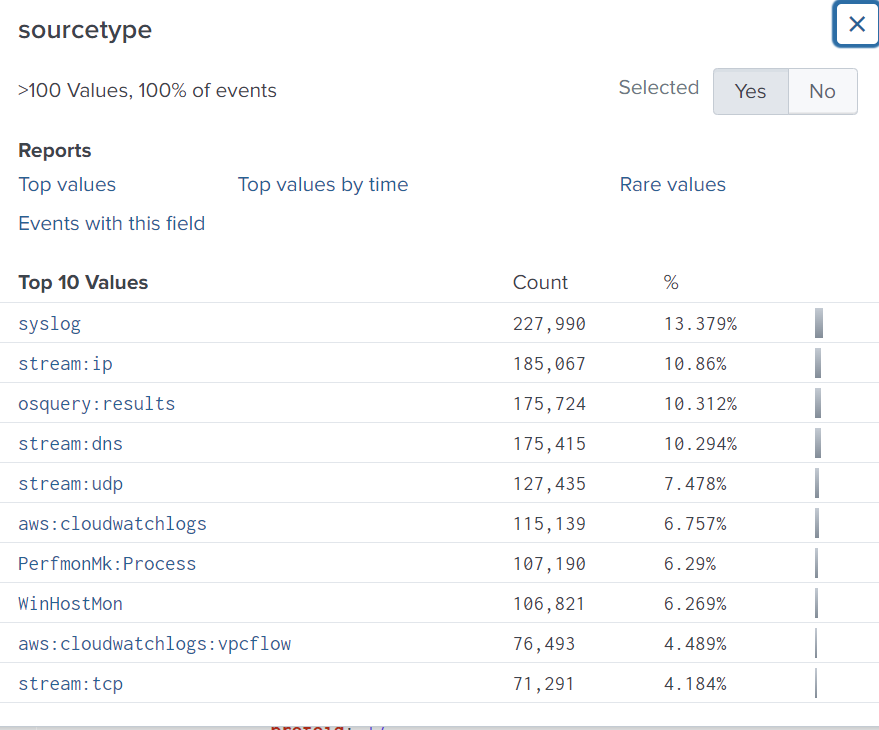 sourcetype
>100 Values, 100% of events
Selected Yes No
Reports
Top values Top values by time Rare values
Events with this field
Top 10 Values Count %
syslog 227,990 13.379%
stream:ip 185,067 10.86%
osquery:results 175,724 10.312%
stream:dns 175,415 10.294%
stream:udp 127,435 7.478%
aws:cloudwatchlogs 115,139 6.757%
PerfmonMk:Process 107,190 6.29%
WinHostMon 106,821 6.269%
aws:cloudwatchlogs:vpcflow 76,493 4.489%
stream:tcp 71,291 4.184%